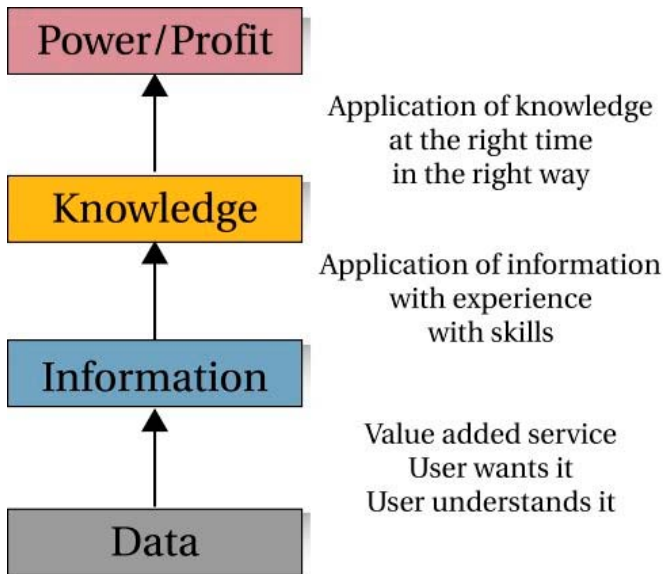 Power/Profit
Application of knowledge
at the right time
in the right way
Knowledge
Application of information
with experience
with skills
Information
Value added service
User wants it
User understands it
Data